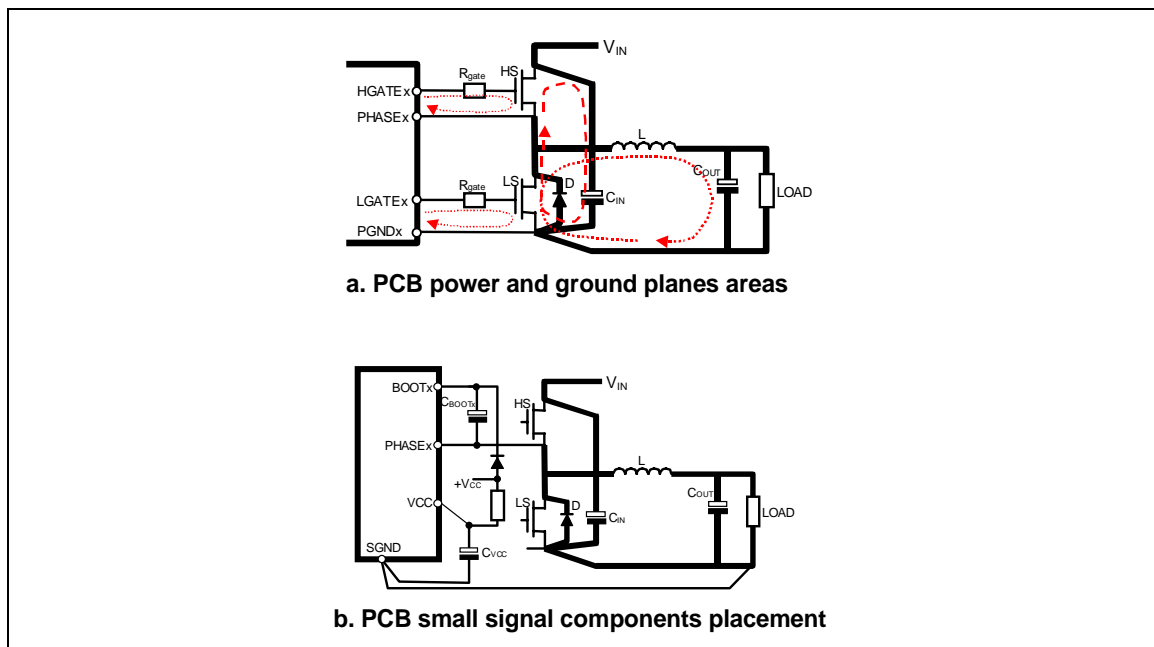 VIN
HS
Rgate
HGATEx
PHASEx
L
COUT
LOAD
LS
D
Rgate
CIN
LGATEx
PGNDx
a. PCB power and ground planes areas
BOOTx
CBOOTx
VIN
HS
PHASEx
L
+VCC
COUT
LS
D
VCC
CIN
LOAD
SGND
CVCC
b. PCB small signal components placement